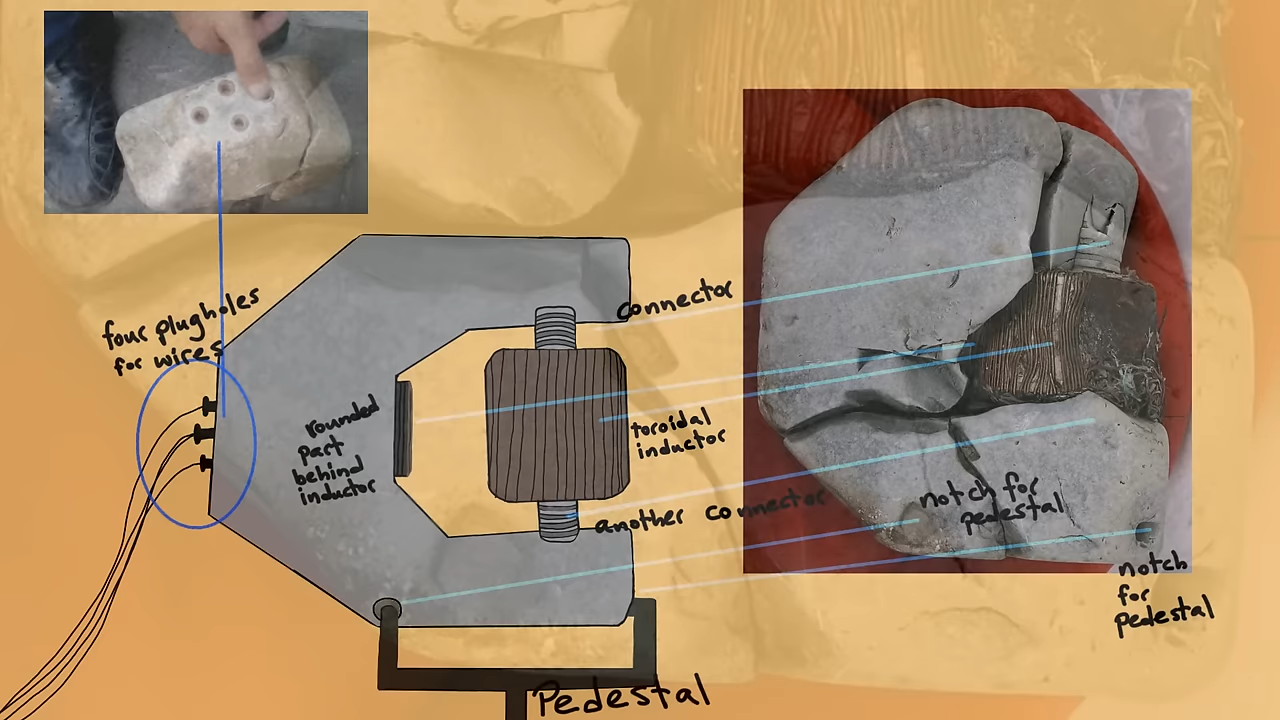 four plugholes
for wires
connector
rounded
part
behind
inductor
toroidal
inductor
another connector
notch for
pedestal
notch
for
pedestal
Pedestal